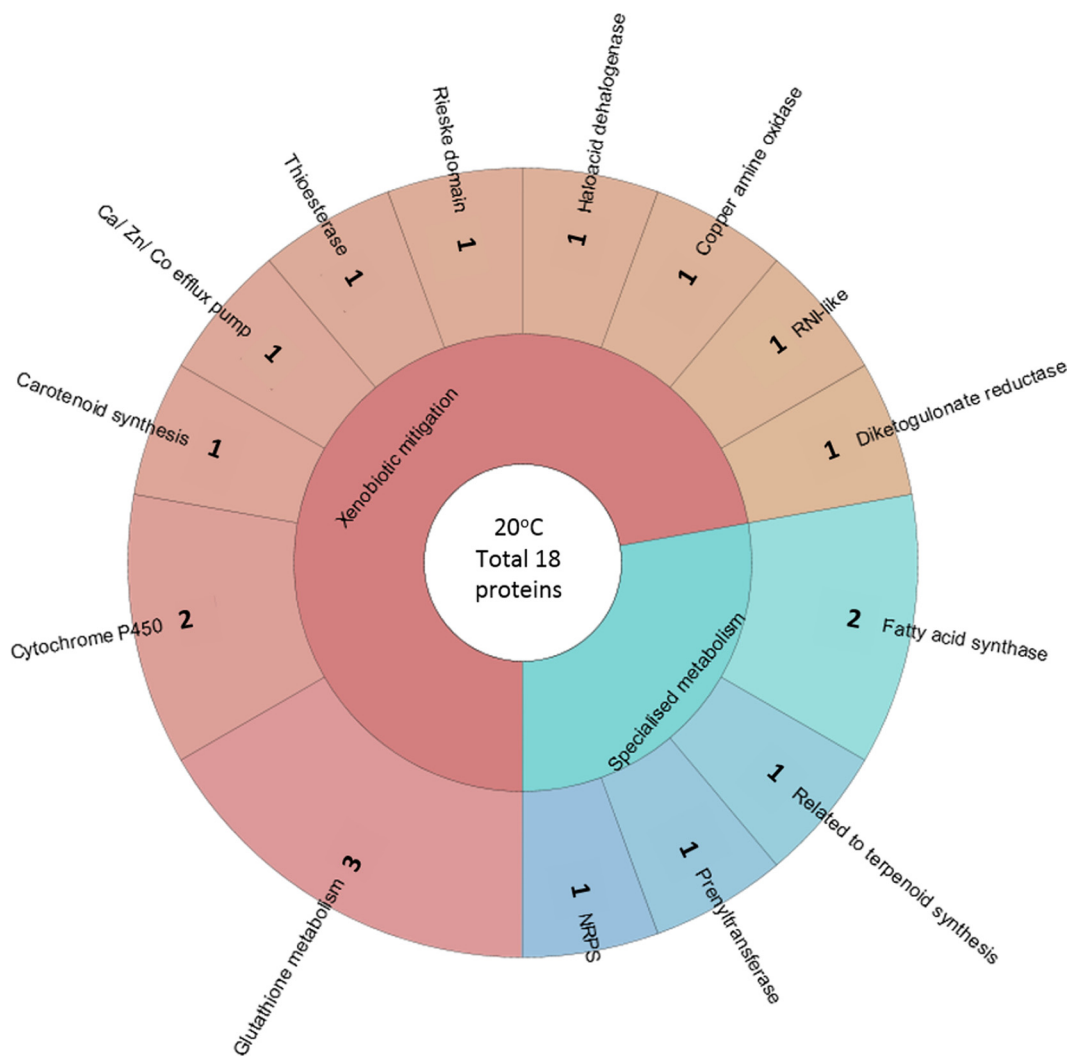 20°C
Total 18
proteins
Xenobiotic mitigation
Specialised metabolism
Haloacid dehalogenase
1
Copper amine oxidase
1
RNI-like
1
Diketogulonate reductase
1
Fatty acid synthase
2
Related to terpenoid synthesis
1
Prenyltransferase
1
NRPS
1
Glutathione metabolism
3
Cytochrome P450
2
Carotenoid synthesis
1
Ca/ Zn/ Co efflux pump
1
Thioesterase
1
Rieske domain
1